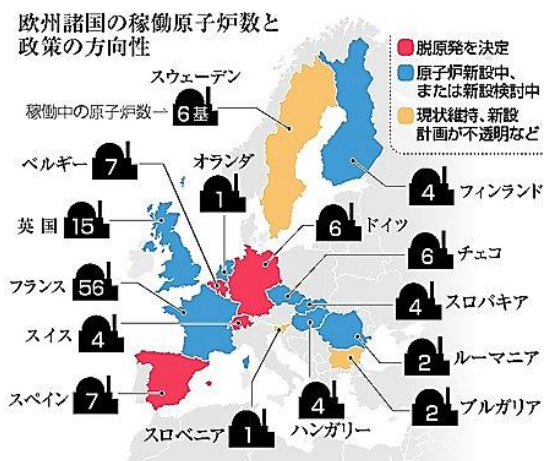 欧州諸国の稼働原子炉数と
政策の方向性
脱原発を決定
原子炉新設中、
または新設検討中
現状維持、新設
計画が不透明など
スウェーデン
稼働中の原子炉数→
6基
ベルギー
7
オランダ
1
フィンランド
4
英国
15
ドイツ
6
チェコ
6
フランス
56
スロバキア
4
スイス
4
ルーマニア
2
スペイン
7
ブルガリア
2
スロベニア
1
ハンガリー
4